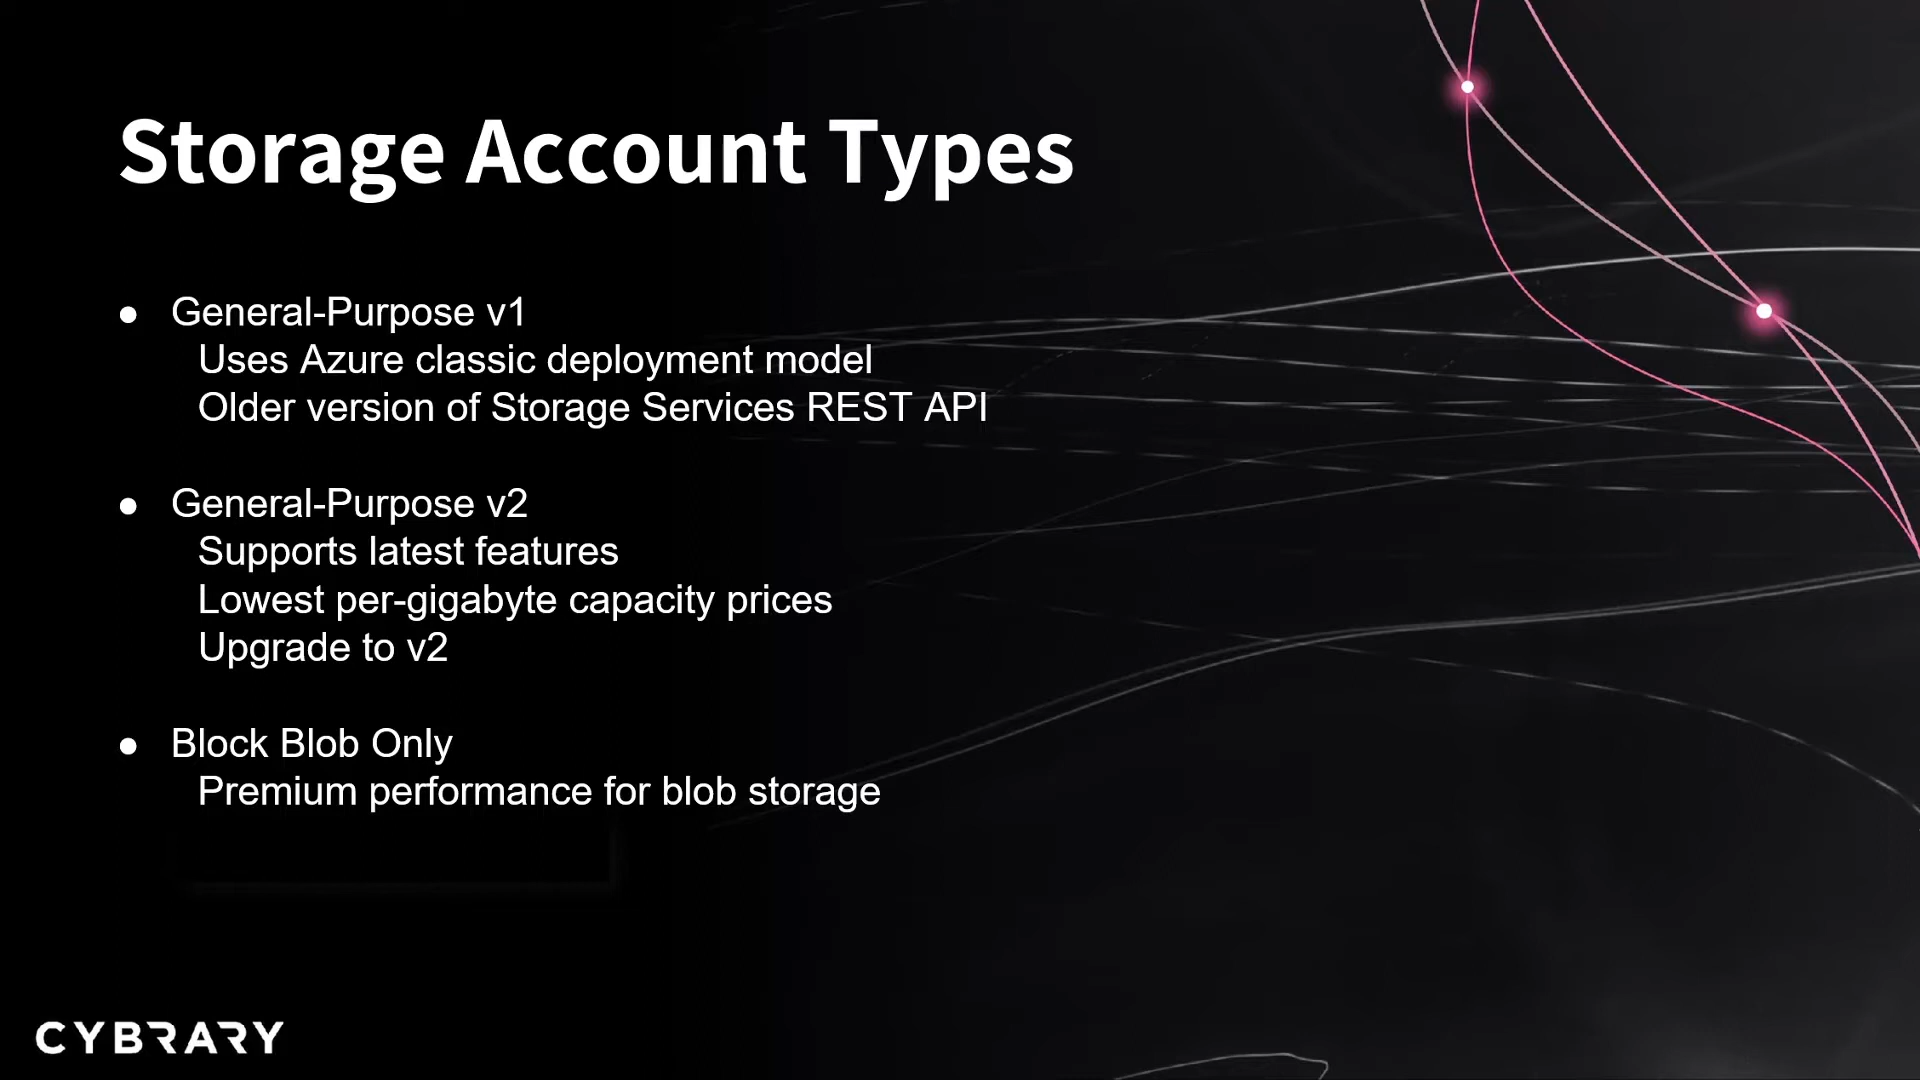 Storage Account Types
● General-Purpose v1
Uses Azure classic deployment model
Older version of Storage Services REST API
● General-Purpose v2
Supports latest features
Lowest per-gigabyte capacity prices
Upgrade to v2
● Block Blob Only
Premium performance for blob storage
CYBRARY